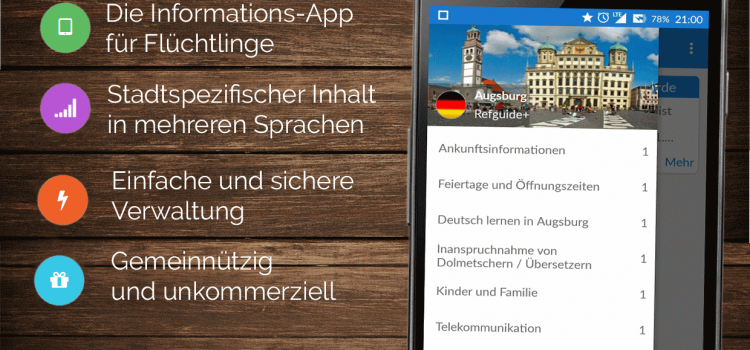 Die Informations-App
für Flüchtlinge
Stadtspezifischer Inhalt
in mehreren Sprachen
Einfache und sichere
Verwaltung
Gemeinnützig
und unkommerziell
LTE 78% 21:00
Augsburg
Refguide+
Ankunftsinformationen 1
Feiertage und Öffnungszeiten 1
Deutsch lernen in Augsburg 1
Inanspruchnahme von
Dolmetschern / Übersetzern 1
Kinder und Familie 1
Telekommunikation 1
Mehr